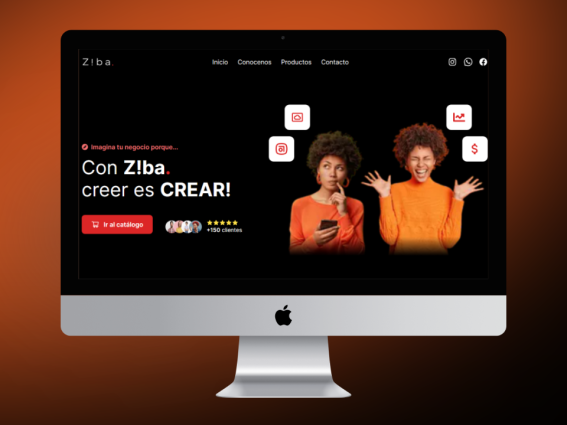 Z!ba.
Inicio Conocenos Productos Contacto
Imagina tu negocio porque...
Con Z!ba.
creer es CREAR!
Ir al catálogo
+150 clientes
$